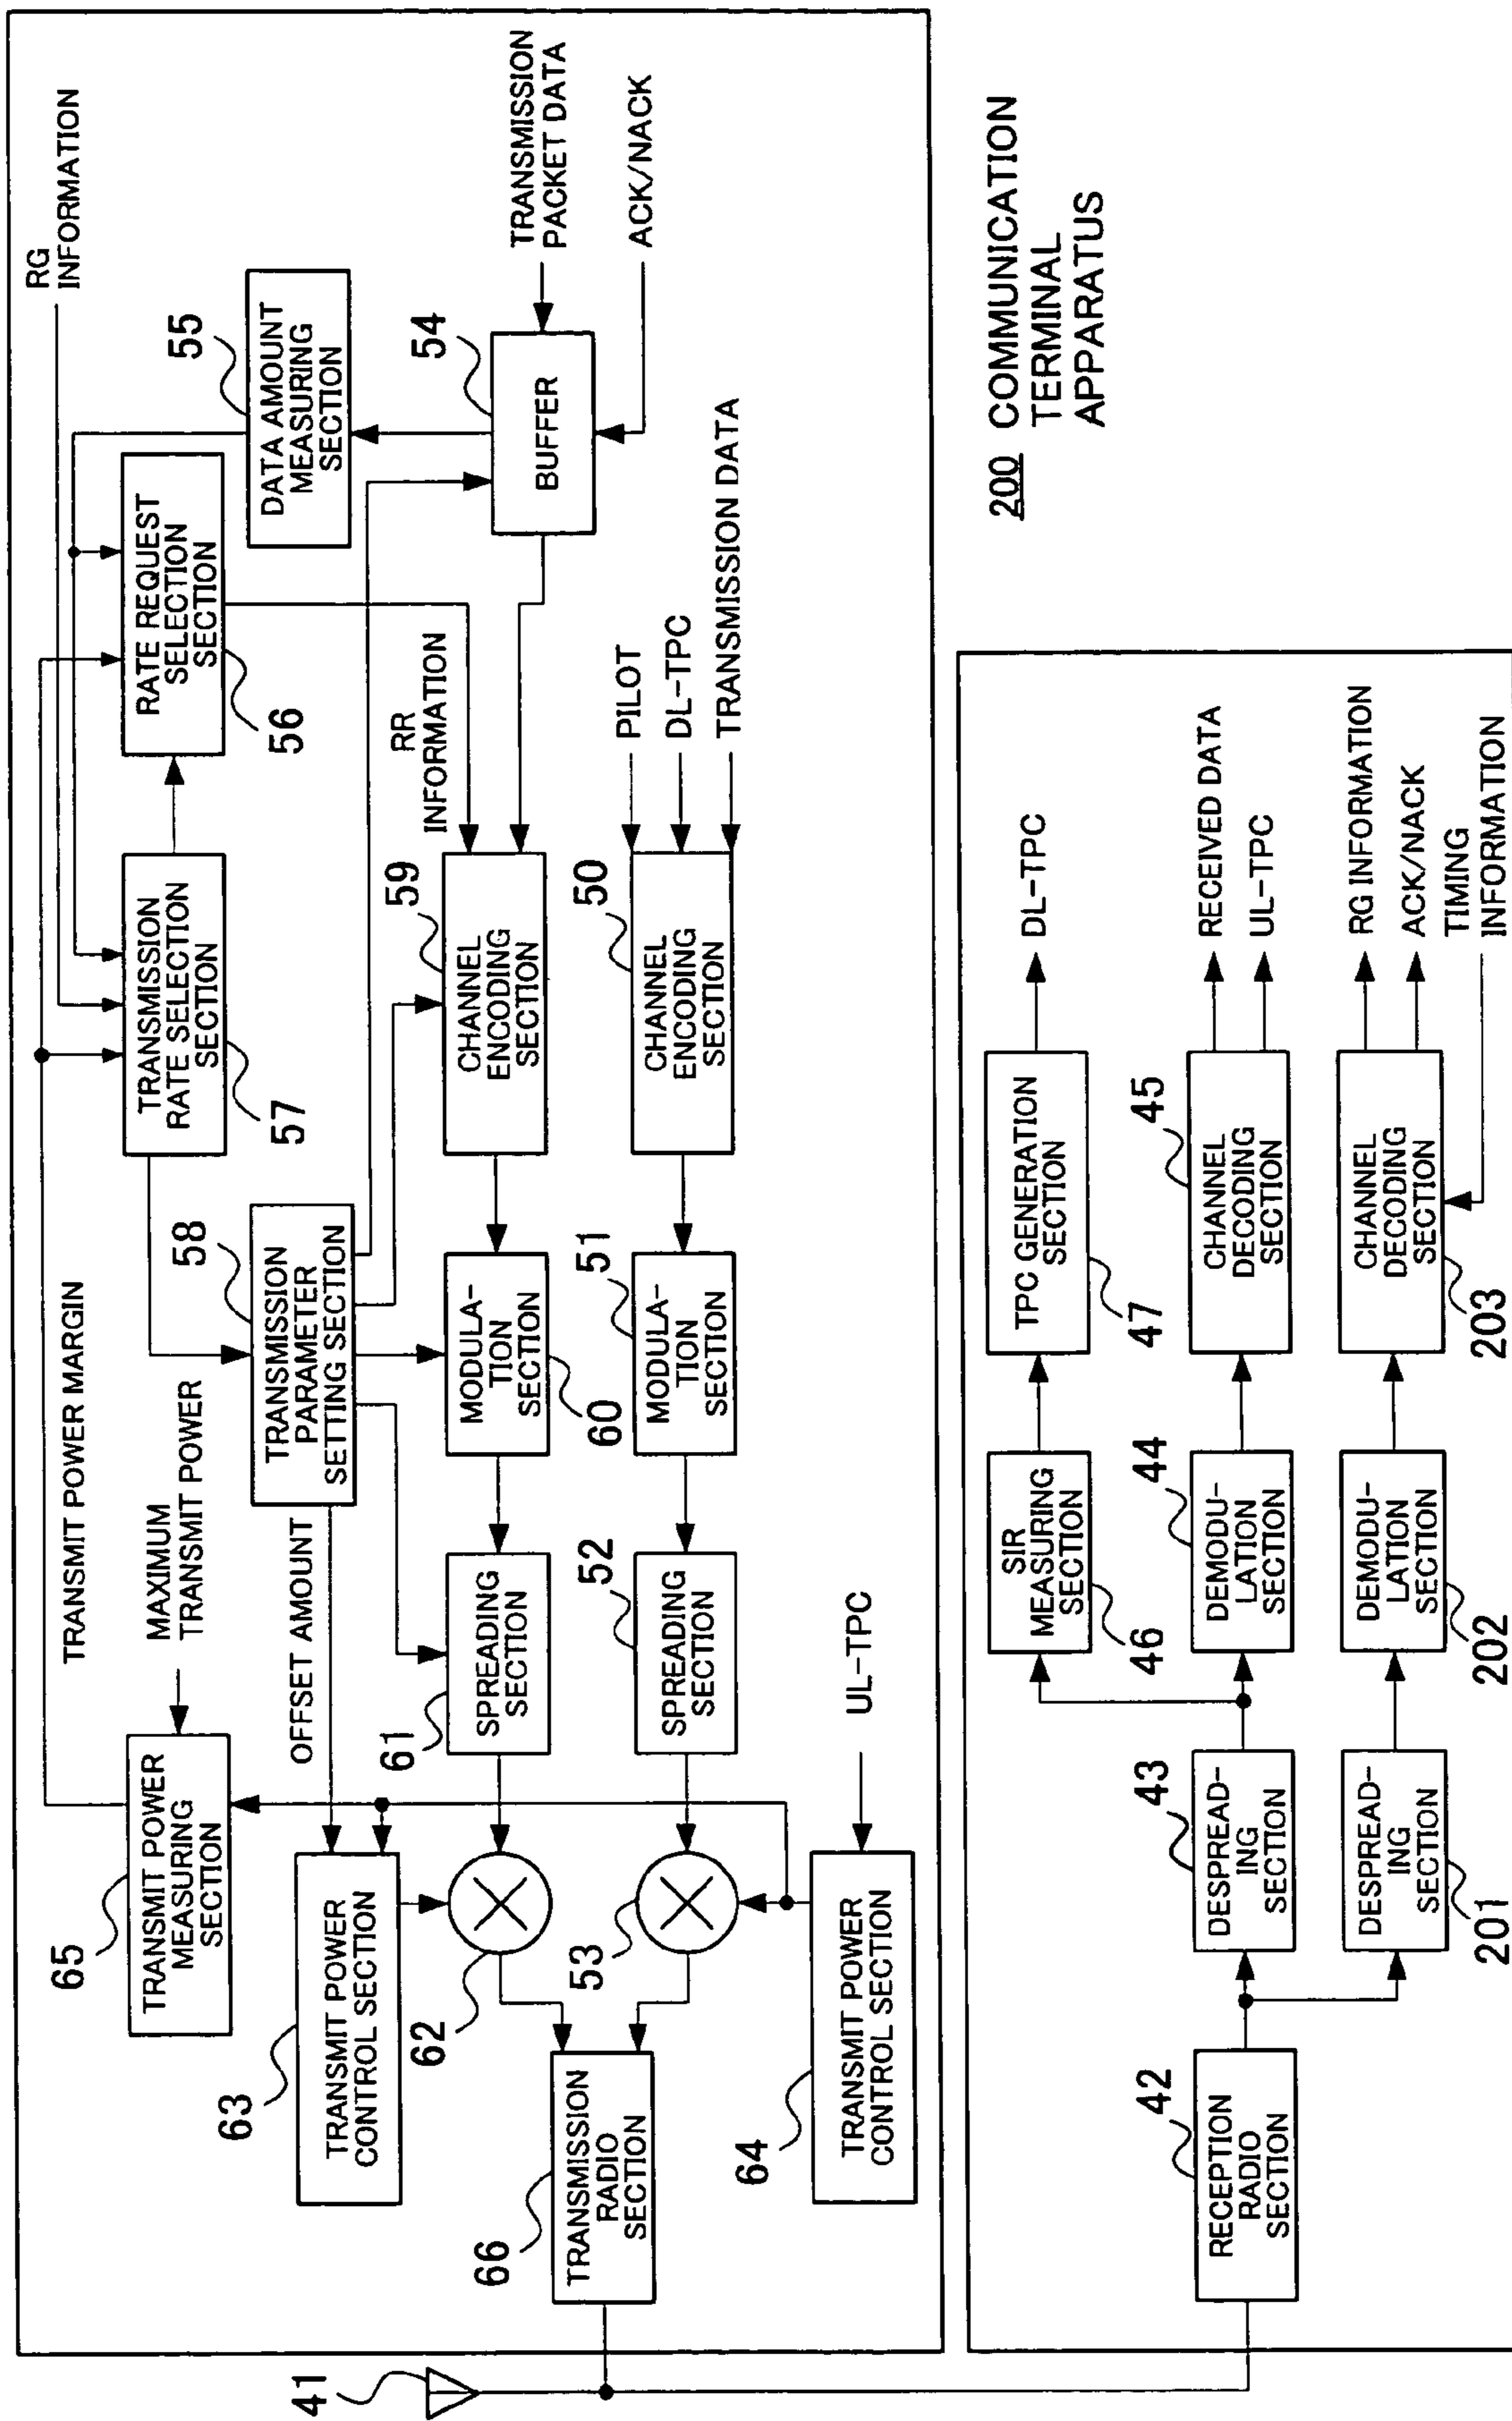 200 COMMUNICATION
TERMINAL
APPARATUS
41
RG
INFORMATION
TRANSMIT POWER MARGIN
MAXIMUM
TRANSMIT POWER
65
TRANSMIT POWER
MEASURING
SECTION
57
TRANSMISSION
RATE SELECTION
SECTION
56
RATE REQUEST
SELECTION
SECTION
55
DATA AMOUNT
MEASURING
SECTION
58
TRANSMISSION
PARAMETER
SETTING SECTION
OFFSET AMOUNT
63
TRANSMIT POWER
CONTROL SECTION
62
61
SPREADING
SECTION
60
MODULA-
TION
SECTION
59
CHANNEL
ENCODING
SECTION
RR
INFORMATION
54
BUFFER
TRANSMISSION
PACKET DATA
ACK/NACK
66
TRANSMISSION
RADIO
SECTION
53
52
SPREADING
SECTION
51
MODULA-
TION
SECTION
50
CHANNEL
ENCODING
SECTION
PILOT
DL-TPC
TRANSMISSION DATA
64
TRANSMIT POWER
CONTROL SECTION
UL-TPC
46
SIR
MEASURING
SECTION
47
TPC GENERATION
SECTION
DL-TPC
42
RECEPTION
RADIO
SECTION
43
DESPREAD-
ING
SECTION
44
DEMODU-
LATION
SECTION
45
CHANNEL
DECODING
SECTION
RECEIVED DATA
UL-TPC
201
DESPREAD-
ING
SECTION
202
DEMODU-
LATION
SECTION
203
CHANNEL
DECODING
SECTION
RG INFORMATION
ACK/NACK
TIMING
INFORMATION